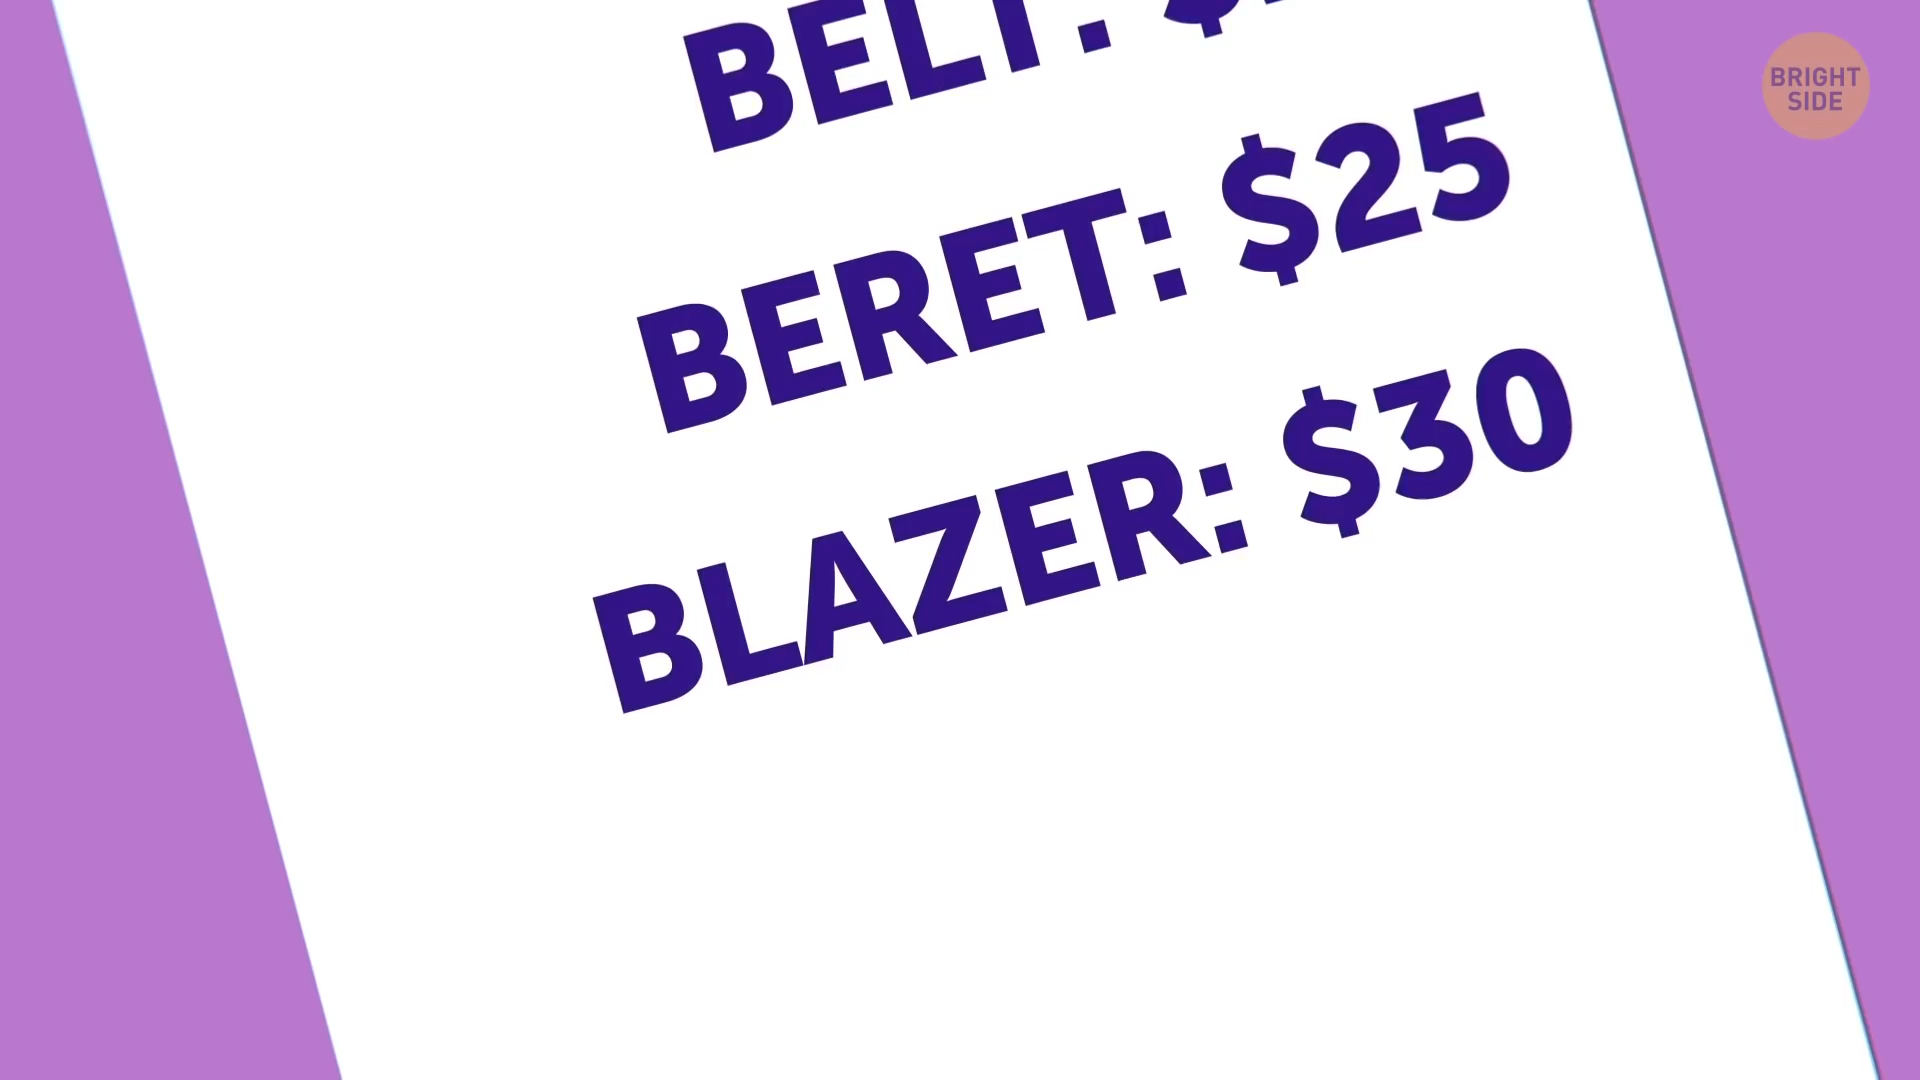 BELT: $
BERET: $25
BLAZER: $30
BRIGHT
SIDE